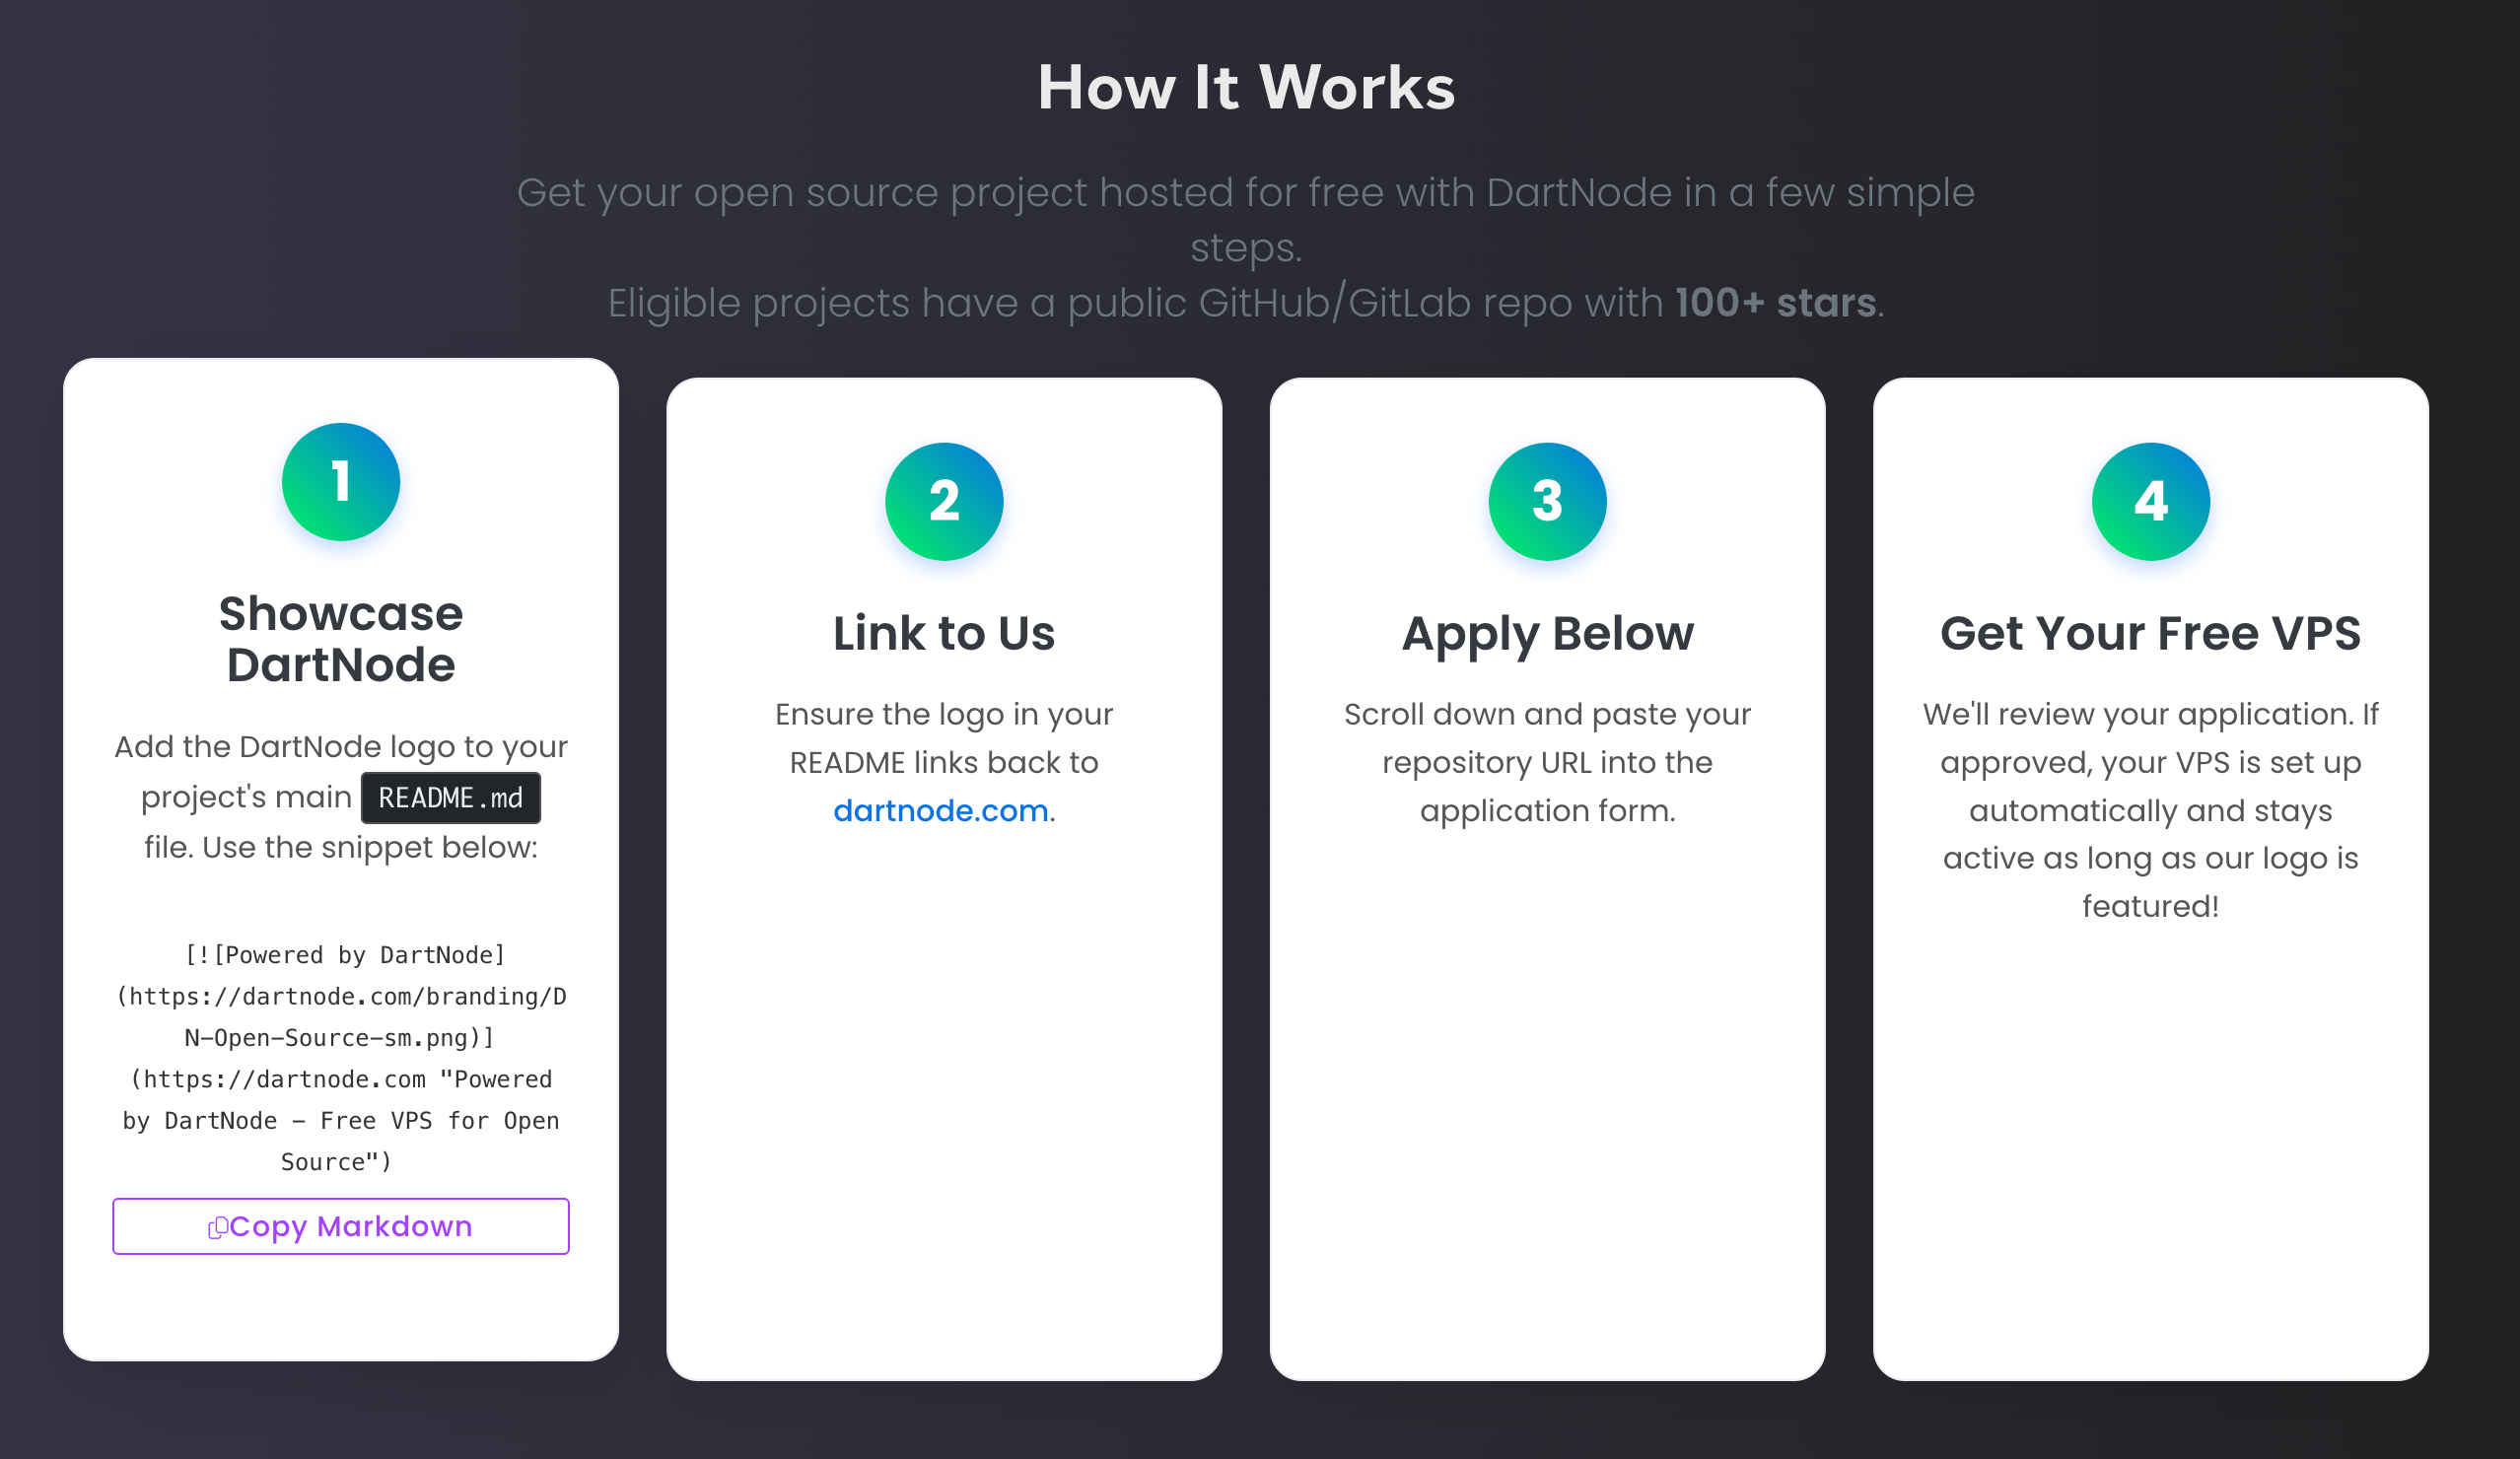 How It Works
Get your open source project hosted for free with DartNode in a few simple
steps.
Eligible projects have a public GitHub/GitLab repo with 100+ stars.
1
Showcase
DartNode
Add the DartNode logo to your
project's main README.md
file. Use the snippet below:
[![Powered by DartNode]
(https://dartnode.com/branding/D
N-Open-Source-sm.png)]
(https://dartnode.com "Powered
by DartNode - Free VPS for Open
Source")
Copy Markdown
2
Link to Us
Ensure the logo in your
README links back to
dartnode.com.
3
Apply Below
Scroll down and paste your
repository URL into the
application form.
4
Get Your Free VPS
We'll review your application. If
approved, your VPS is set up
automatically and stays
active as long as our logo is
featured!